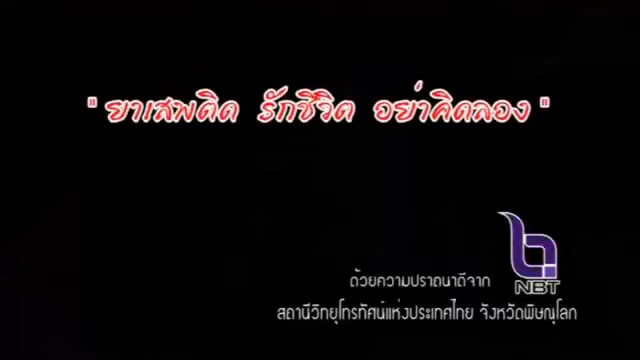 " ยาเสพติด รักชีวิต อย่าคิดลอง "
NBT
ด้วยความปราถนาดีจาก
สถานีวิทยุโทรทัศน์แห่งประเทศไทย จังหวัดพิษณุโลก